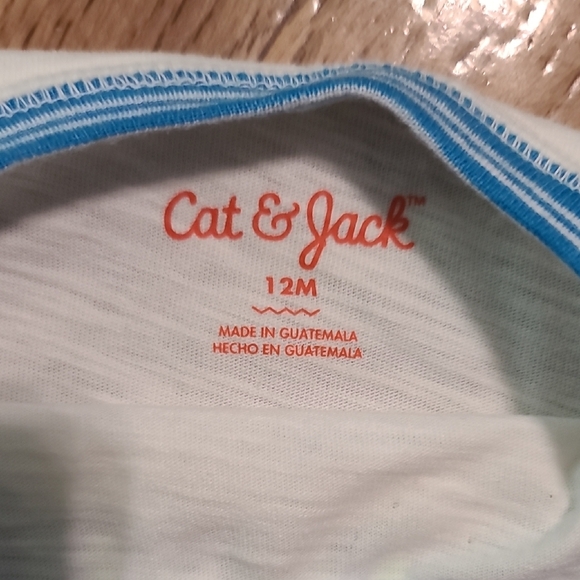 Cat & Jack™
12M
MADE IN GUATEMALA
HECHO EN GUATEMALA